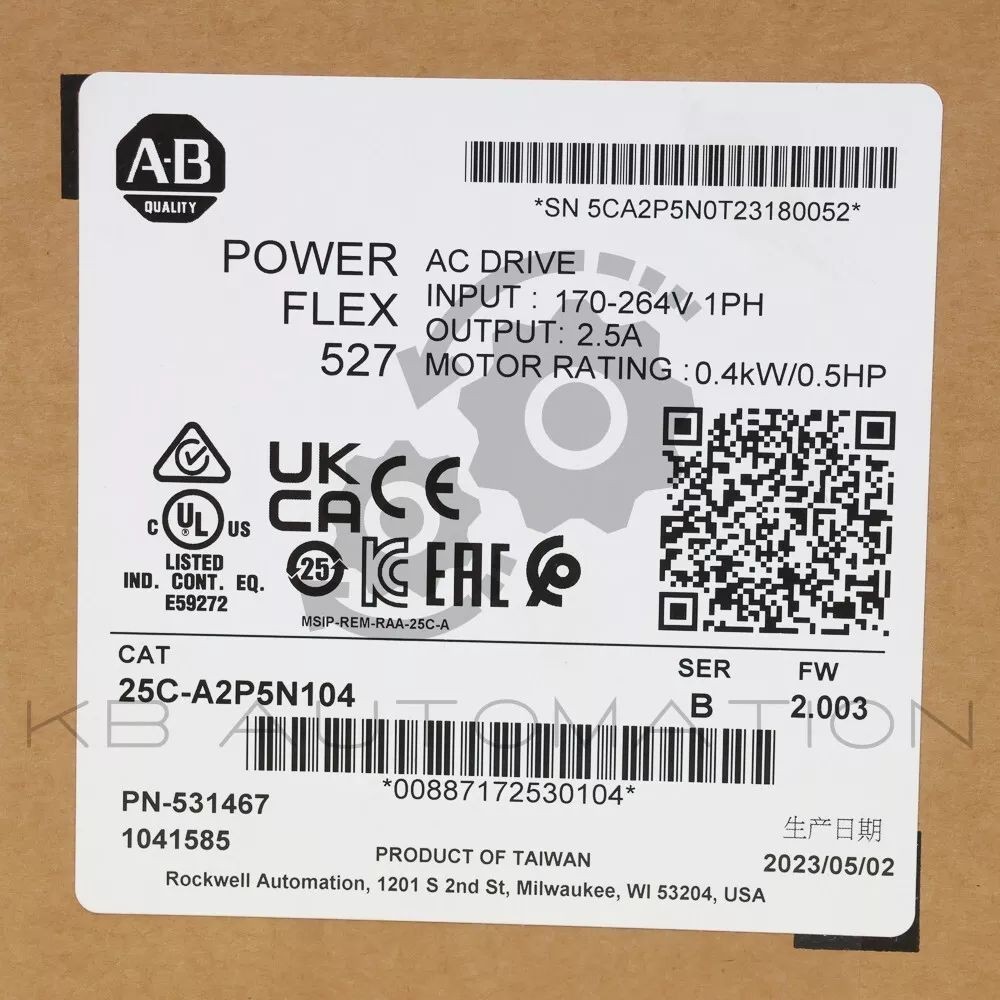 A-B
QUALITY
*SN 5CA2P5N0T23180052*
POWER
FLEX
527
AC DRIVE
INPUT : 170-264V 1PH
OUTPUT: 2.5A
MOTOR RATING : 0.4kW/0.5HP
UK
CA
CE
C UL US
LISTED
IND. CONT. EQ.
E59272
25
KC
EAC
MSIP-REM-RAA-25C-A
CAT
25C-A2P5N104
SER
B
FW
2.003
KB AUTOMATION
*00887172530104*
PN-531467
1041585
生产日期
2023/05/02
PRODUCT OF TAIWAN
Rockwell Automation, 1201 S 2nd St, Milwaukee, WI 53204, USA